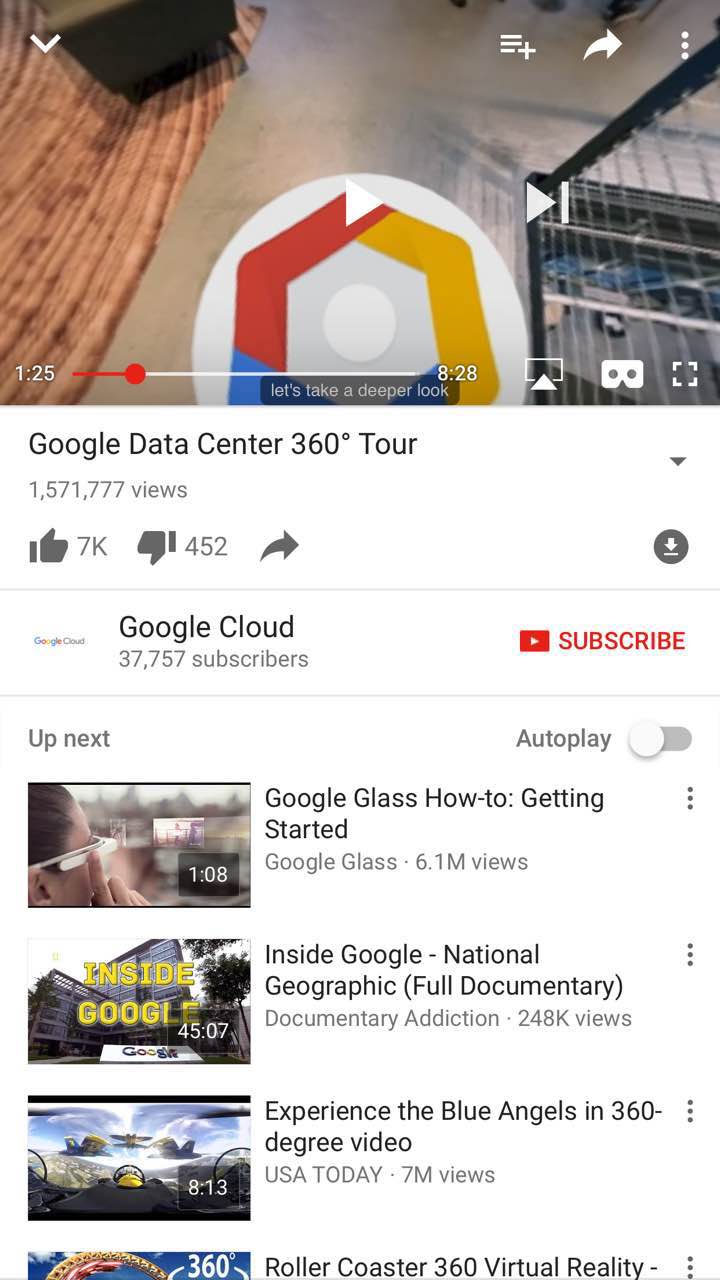 1:25
8:28
let's take a deeper look
Google Data Center 360° Tour
1,571,777 views
7K
452
Google Cloud
Google Cloud
37,757 subscribers
SUBSCRIBE
Up next
Autoplay
1:08
Google Glass How-to: Getting
Started
Google Glass · 6.1M views
INSIDE
GOOGLE
45:07
Google
Inside Google - National
Geographic (Full Documentary)
Documentary Addiction · 248K views
8:13
Experience the Blue Angels in 360-
degree video
USA TODAY · 7M views
360°
Roller Coaster 360 Virtual Reality -